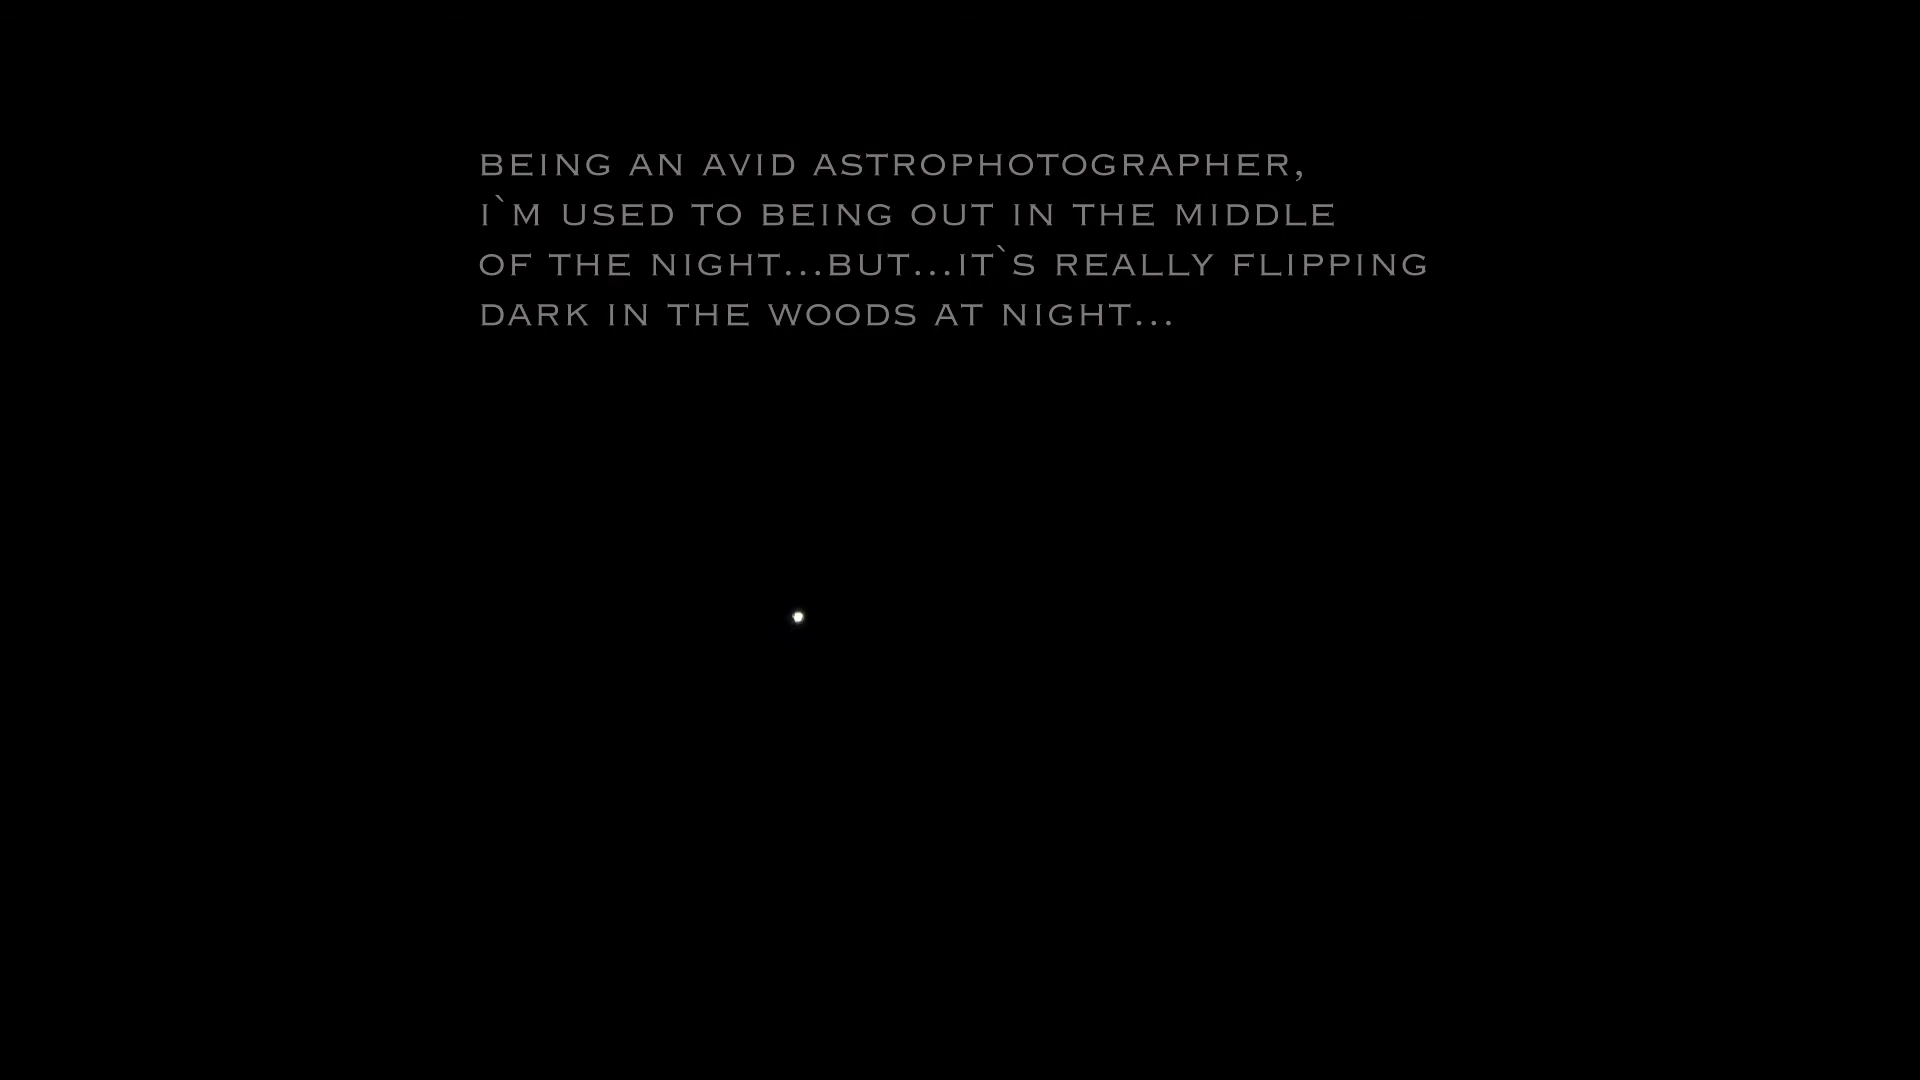 BEING AN AVID ASTROPHOTOGRAPHER,
I`M USED TO BEING OUT IN THE MIDDLE
OF THE NIGHT...BUT...IT`S REALLY FLIPPING
DARK IN THE WOODS AT NIGHT...